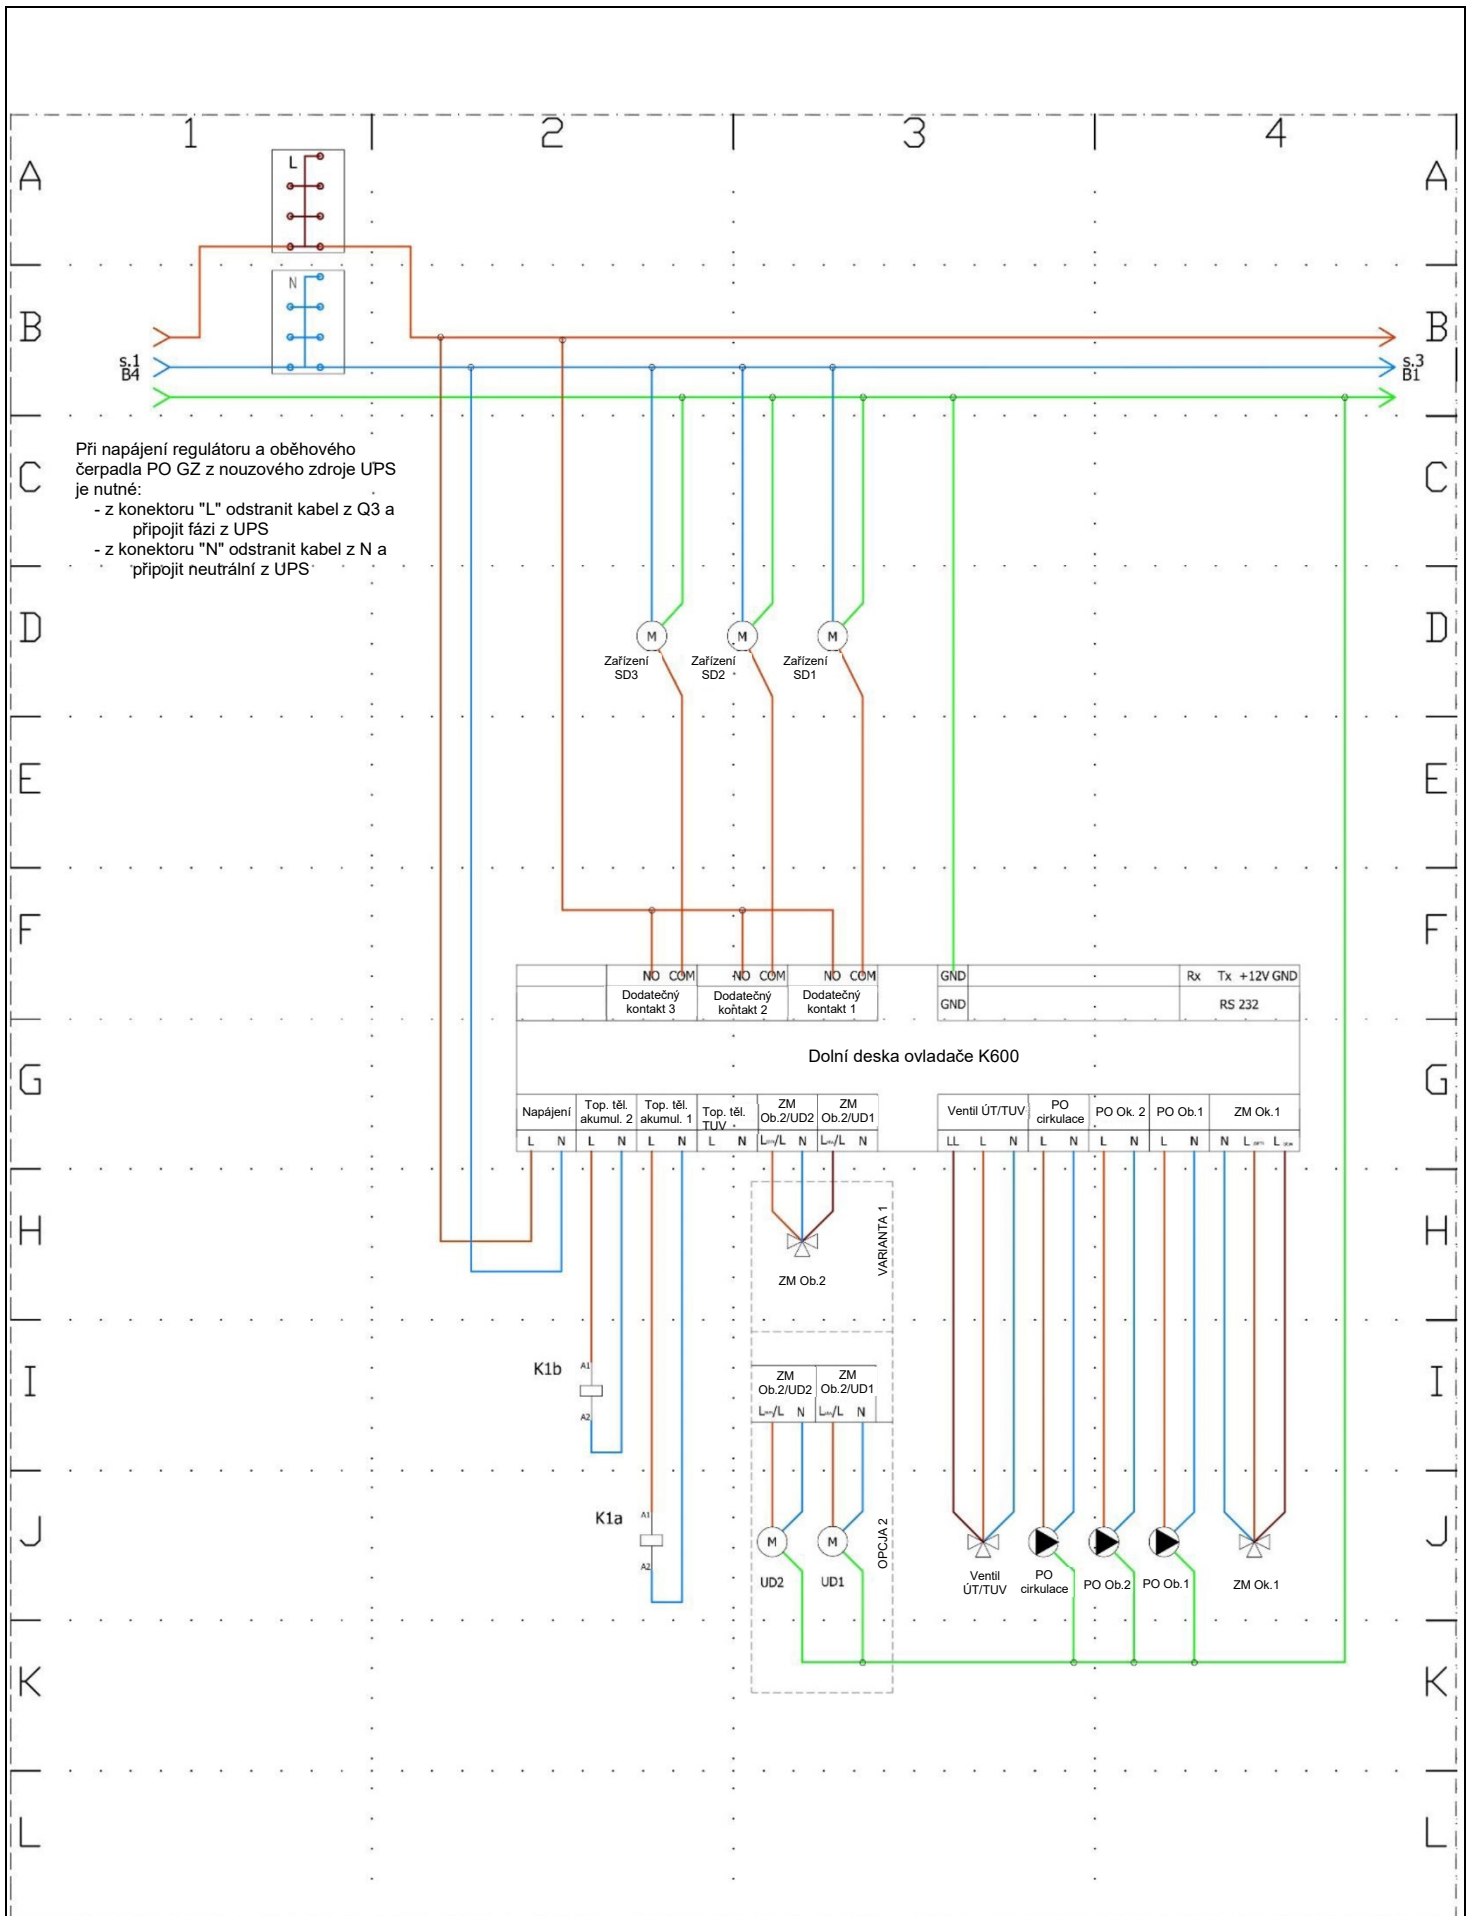 1 2 3 4
A A
L
B B
N
s.1
B4
s.3
B1
C C
Při napájení regulátoru a oběhového
čerpadla PO GZ z nouzového zdroje UPS
je nutné:
- z konektoru "L" odstranit kabel z Q3 a
připojit fázi z UPS
- z konektoru "N" odstranit kabel z N a
připojit neutrální z UPS
D D
M M M
Zařízení Zařízení Zařízení
SD3 SD2 SD1
E E
F F
NO COM NO COM NO COM GND Rx Tx +12V GND
Dodatečný Dodatečný Dodatečný
kontakt 3 kontakt 2 kontakt 1 GND RS 232
G G
Dolní deska ovladače K600
Napájení Top. těl. Top. těl. Top. těl. ZM ZM Ventil ÚT/TUV PO PO Ok. 2 PO Ob.1 ZM Ok.1
akumul. 2 akumul. 1 TUV Ob.2/UD2 Ob.2/UD1 cirkulace
L N L N L N L N L /L N L /L N LL L N L N L N L N N L L
H H
VARIANTA 1
ZM Ob.2
I I
K1b A1
A2
ZM ZM
Ob.2/UD2 Ob.2/UD1
L /L N L /L N
J J
K1a A1
A2
M M
OPCJA 2
UD2 UD1
Ventil PO PO Ob.2 PO Ob.1 ZM Ok.1
ÚT/TUV cirkulace
K K
L L